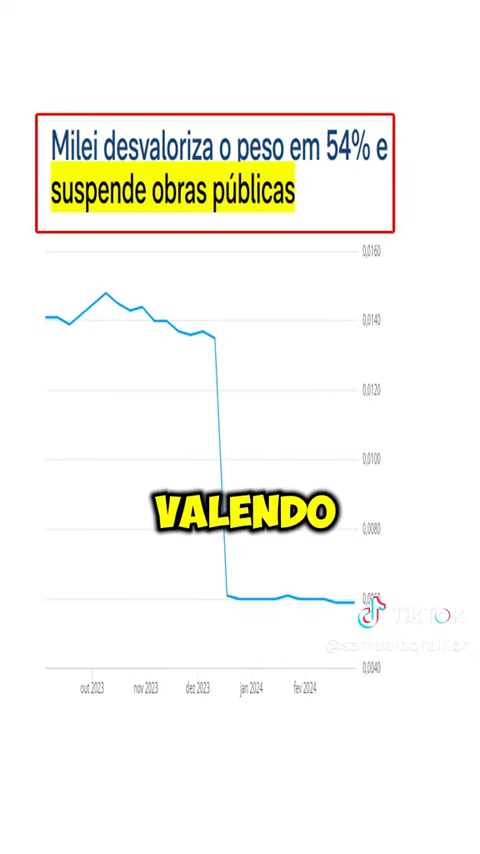 Milei desvaloriza o peso em 54% e
suspende obras públicas
0,0160
0,0140
0,0120
0,0100
VALENDO
0,0080
TikTok
0,0040
out 2023
nov 2023
dez 2023
jan 2024
fev 2024